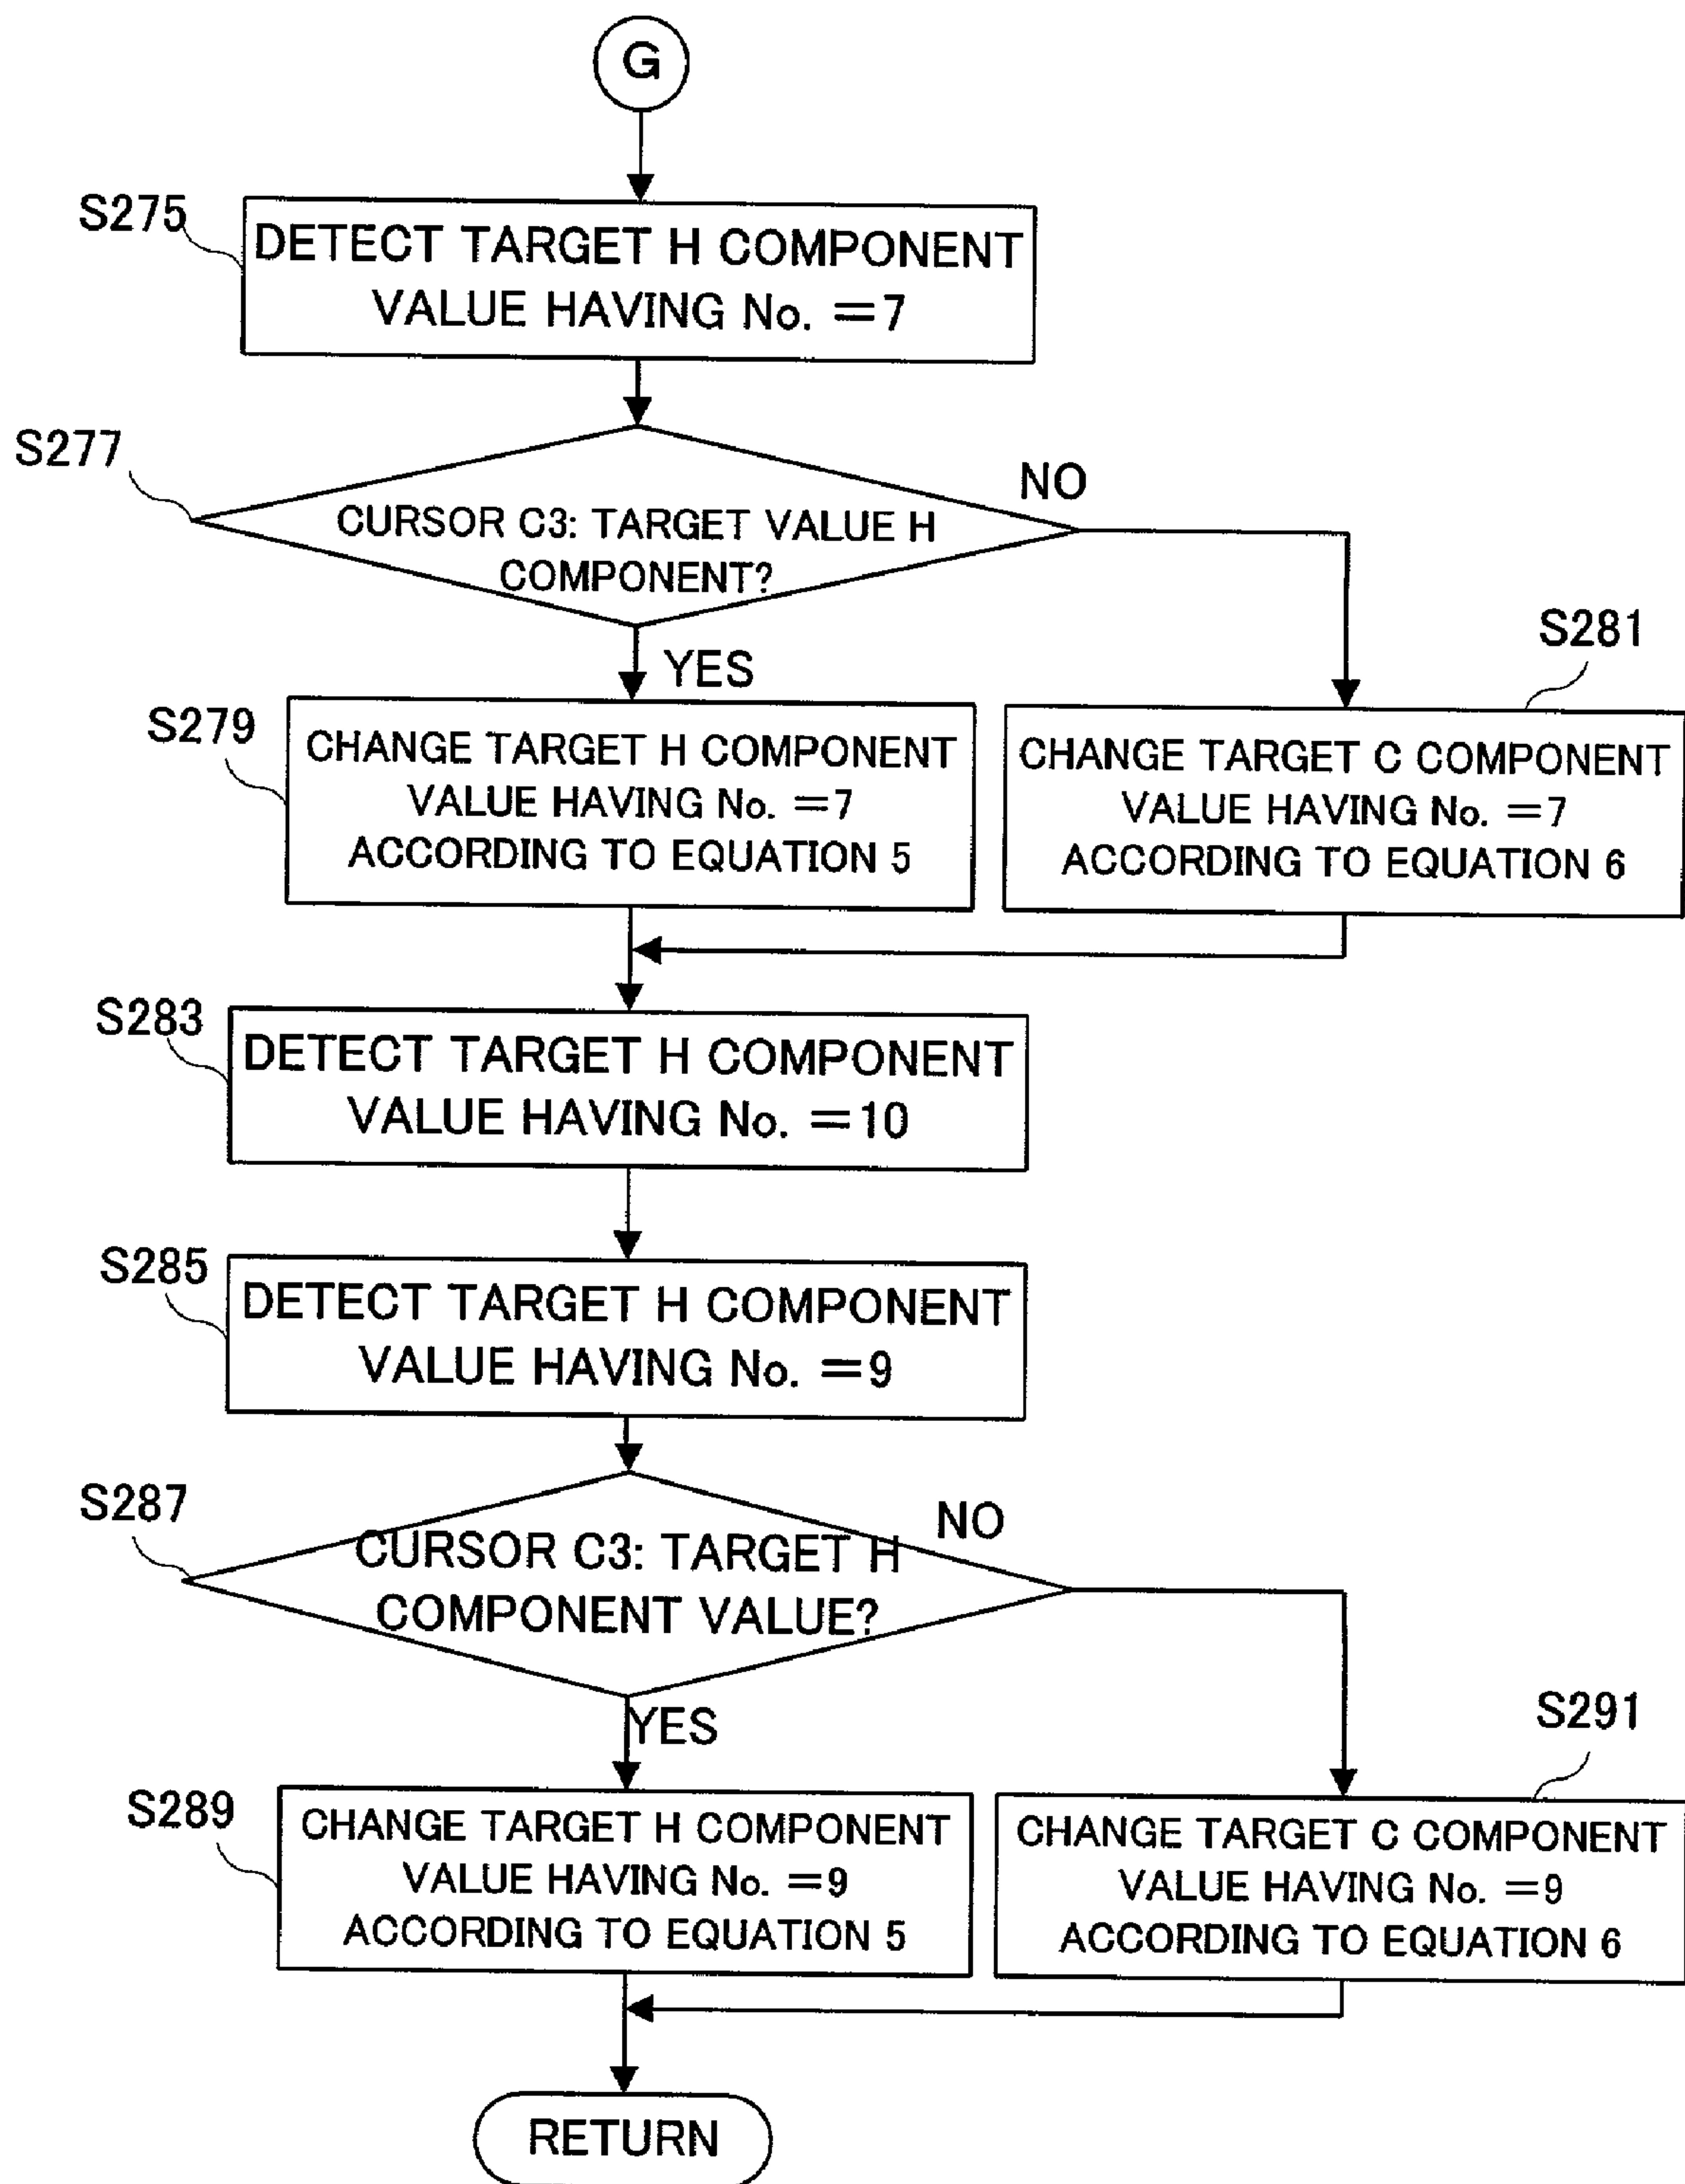 G
S275
DETECT TARGET H COMPONENT
VALUE HAVING No. =7
S277
CURSOR C3: TARGET VALUE H
COMPONENT?
NO
YES
S279
CHANGE TARGET H COMPONENT
VALUE HAVING No. =7
ACCORDING TO EQUATION 5
S281
CHANGE TARGET C COMPONENT
VALUE HAVING No. =7
ACCORDING TO EQUATION 6
S283
DETECT TARGET H COMPONENT
VALUE HAVING No. =10
S285
DETECT TARGET H COMPONENT
VALUE HAVING No. =9
S287
CURSOR C3: TARGET H
COMPONENT VALUE?
NO
YES
S289
CHANGE TARGET H COMPONENT
VALUE HAVING No. =9
ACCORDING TO EQUATION 5
S291
CHANGE TARGET C COMPONENT
VALUE HAVING No. =9
ACCORDING TO EQUATION 6
RETURN